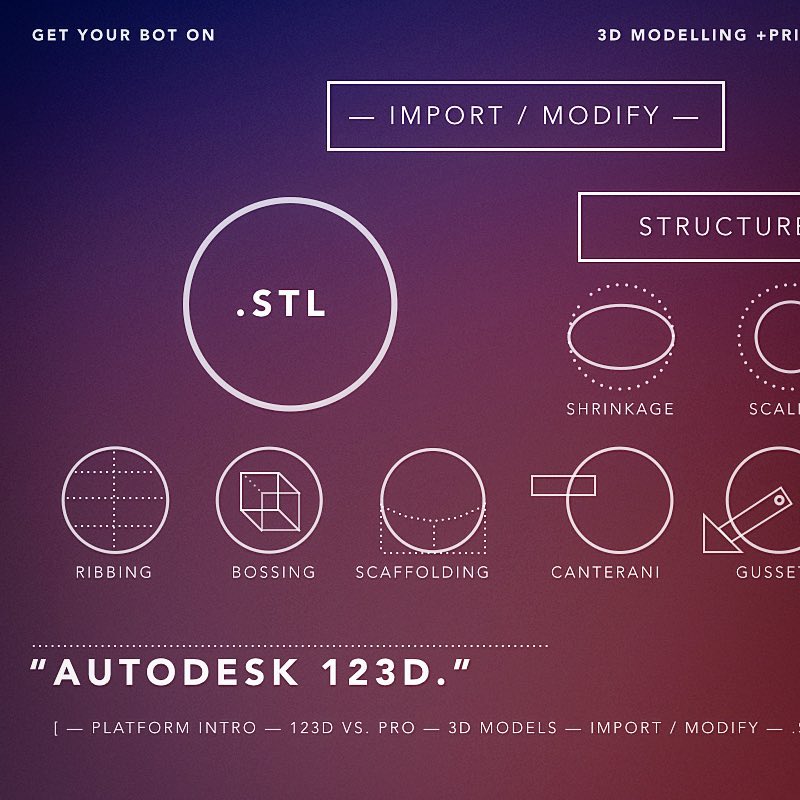 GET YOUR BOT ON
3D MODELLING +PRI
— IMPORT / MODIFY —
STRUCTURE
.STL
SHRINKAGE
SCAL
RIBBING
BOSSING
SCAFFOLDING
CANTERANI
GUSSET
“AUTODESK 123D.”
[ — PLATFORM INTRO — 123D VS. PRO — 3D MODELS — IMPORT / MODIFY — .S